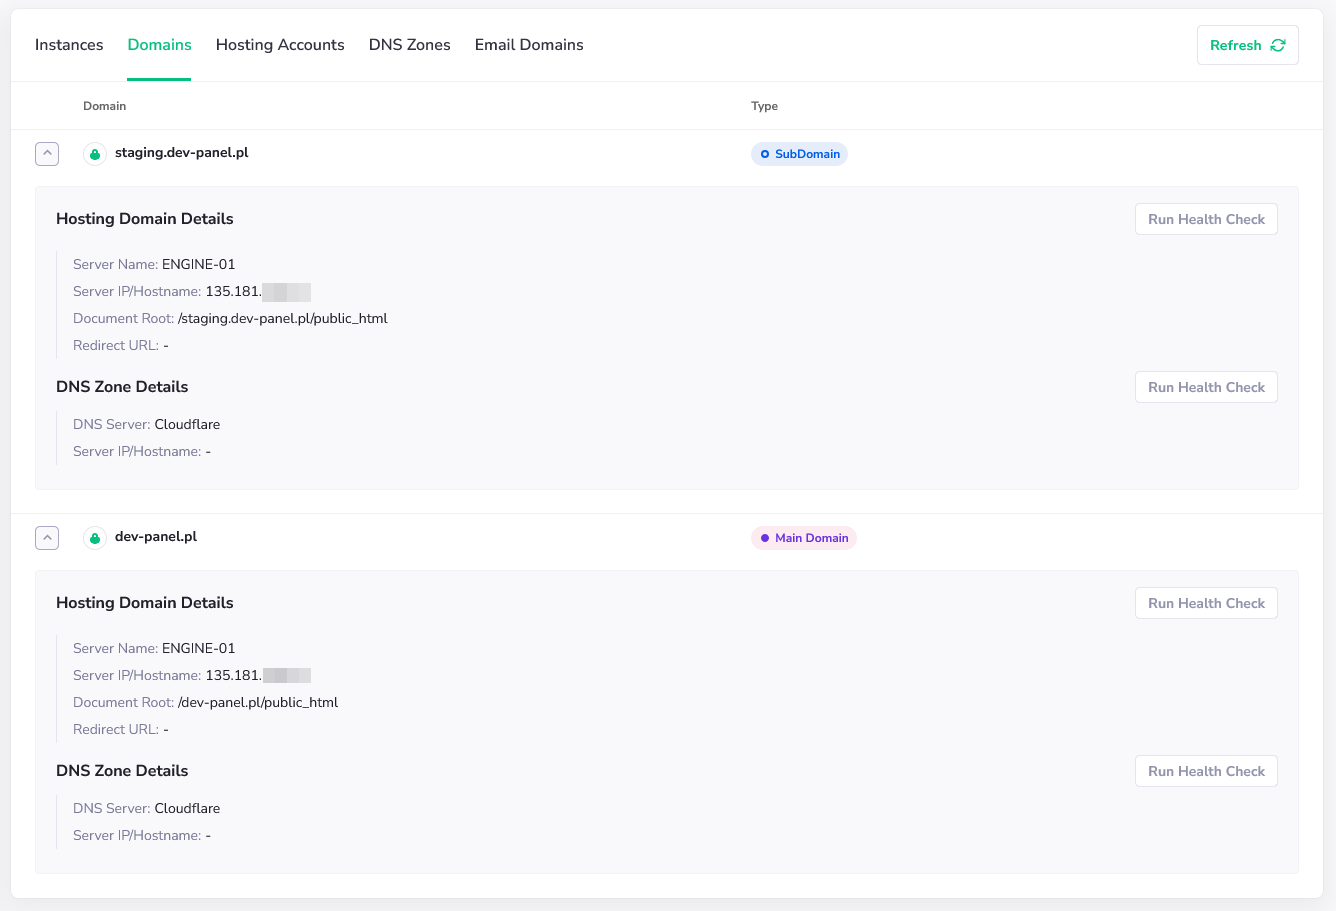 Instances Domains Hosting Accounts DNS Zones Email Domains Refresh
Domain Type
staging.dev-panel.pl SubDomain
Hosting Domain Details Run Health Check
Server Name: ENGINE-01
Server IP/Hostname: 135.181.
Document Root: /staging.dev-panel.pl/public_html
Redirect URL: -
DNS Zone Details Run Health Check
DNS Server: Cloudflare
Server IP/Hostname: -
dev-panel.pl Main Domain
Hosting Domain Details Run Health Check
Server Name: ENGINE-01
Server IP/Hostname: 135.181.
Document Root: /dev-panel.pl/public_html
Redirect URL: -
DNS Zone Details Run Health Check
DNS Server: Cloudflare
Server IP/Hostname: -